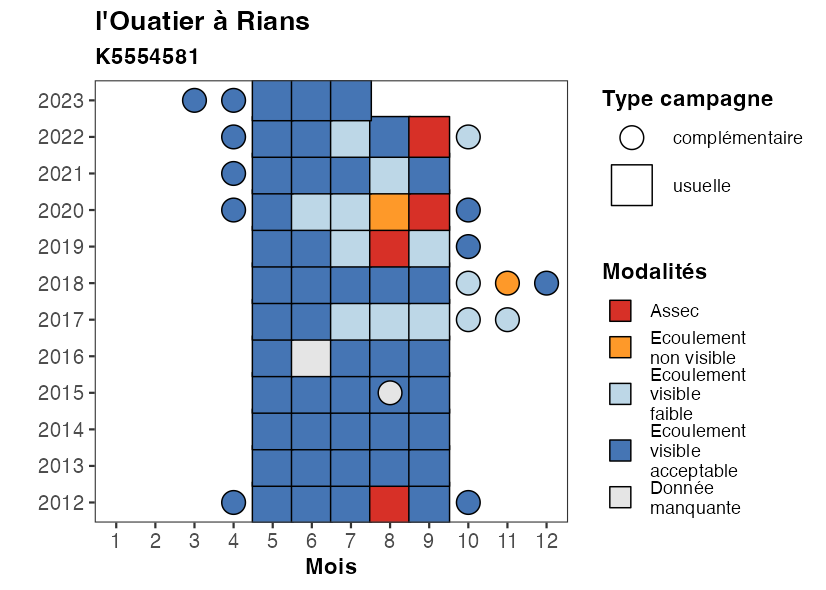 l'Ouatier à Rians
K5554581
2023
2022
2021
2020
2019
2018
2017
2016
2015
2014
2013
2012
1 2 3 4 5 6 7 8 9 10 11 12
Mois
Type campagne
complémentaire
usuelle
Modalités
Assec
Ecoulement
non visible
Ecoulement
visible
faible
Ecoulement
visible
acceptable
Donnée
manquante